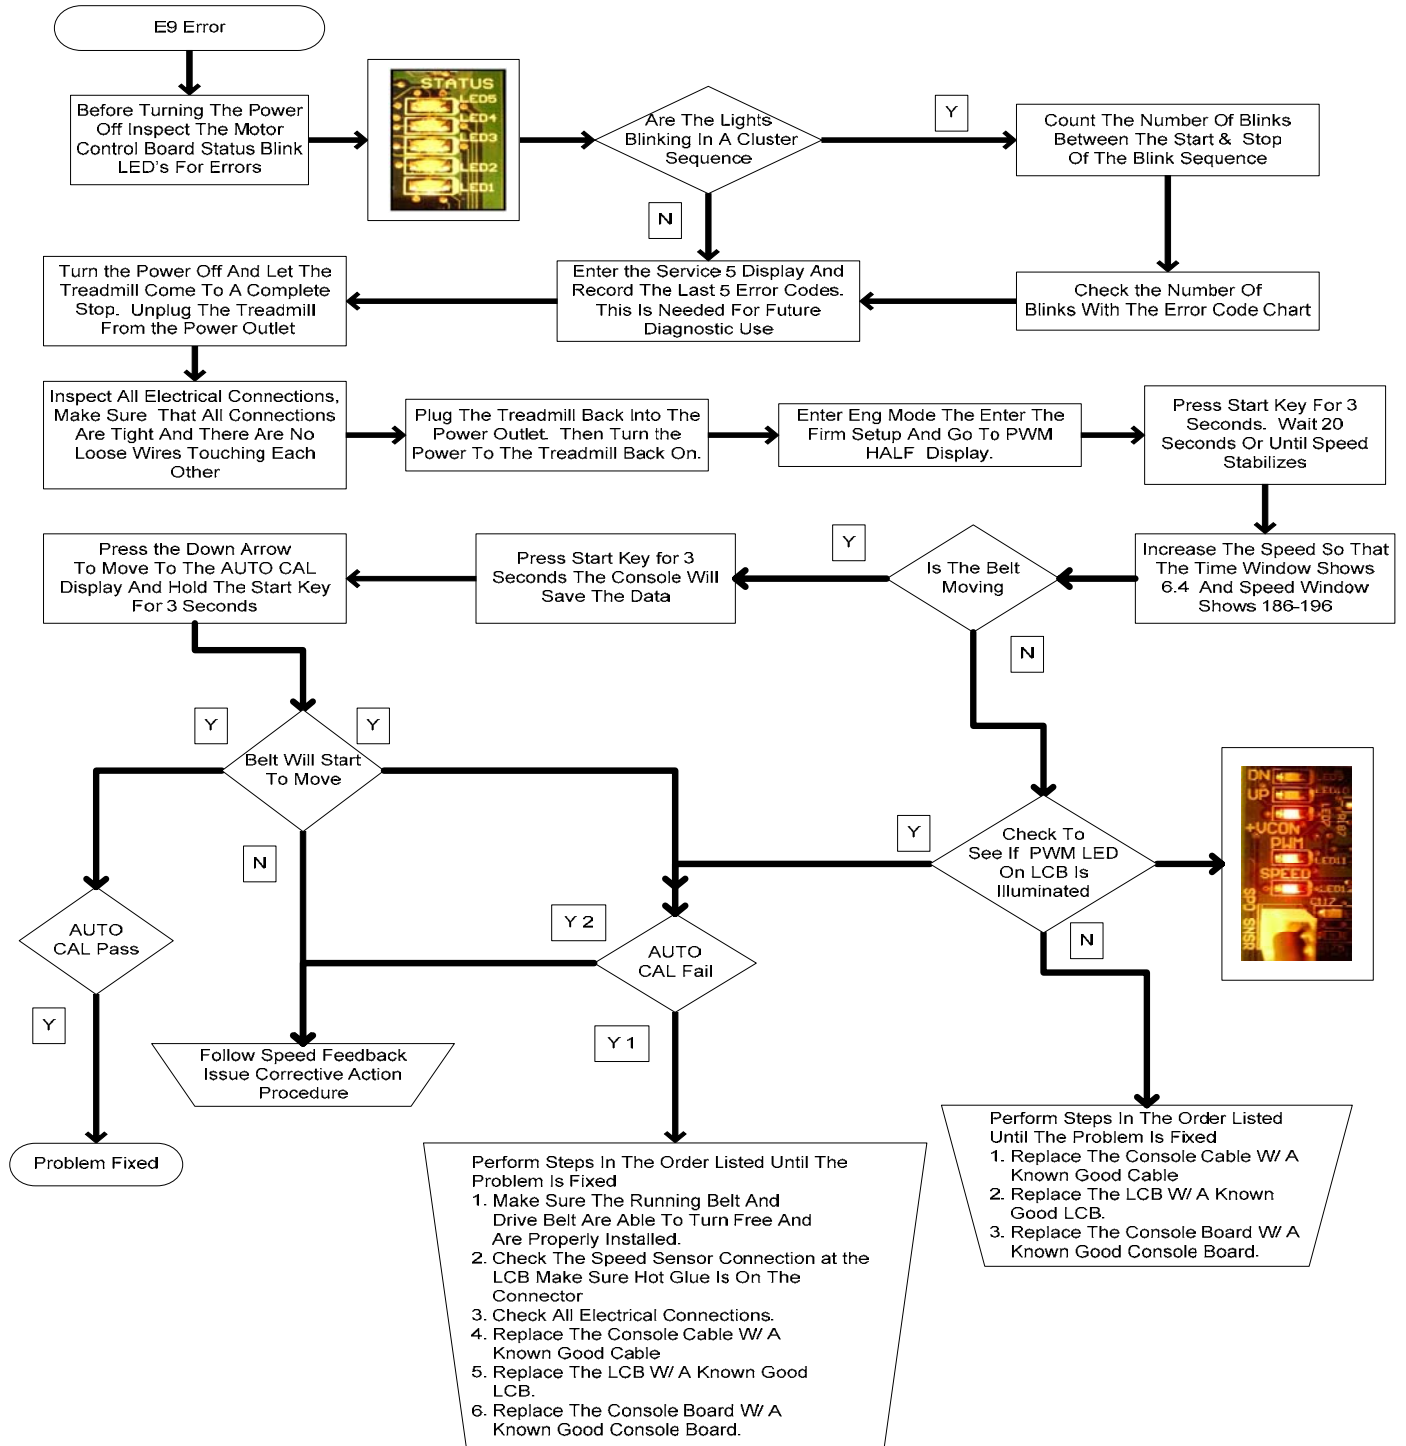 E9 Error
Before Turning The Power
Off Inspect The Motor
Control Board Status Blink
LED's For Errors
STATUS
LED5
LED4
LED3
LED2
LED1
Are The Lights
Blinking In A Cluster
Sequence
Y
Count The Number Of Blinks
Between The Start & Stop
Of The Blink Sequence
N
Check the Number Of
Blinks With The Error Code Chart
Enter the Service 5 Display And
Record The Last 5 Error Codes.
This Is Needed For Future
Diagnostic Use
Turn the Power Off And Let The
Treadmill Come To A Complete
Stop. Unplug The Treadmill
From the Power Outlet
Inspect All Electrical Connections,
Make Sure That All Connections
Are Tight And There Are No
Loose Wires Touching Each
Other
Plug The Treadmill Back Into The
Power Outlet. Then Turn the
Power To The Treadmill Back On.
Enter Eng Mode The Enter The
Firm Setup And Go To PWM
HALF Display.
Press Start Key For 3
Seconds. Wait 20
Seconds Or Until Speed
Stabilizes
Increase The Speed So That
The Time Window Shows
6.4 And Speed Window
Shows 186-196
Is The Belt
Moving
Y
Press Start Key for 3
Seconds The Console Will
Save The Data
Press the Down Arrow
To Move To The AUTO CAL
Display And Hold The Start Key
For 3 Seconds
N
Y
Y
Belt Will Start
To Move
N
Y
Check To
See If PWM LED
On LCB Is
Illuminated
DN
UP
+VCON
PWM
LED11
SPEED
SPD SNSR
N
AUTO
CAL Pass
Y
Y 2
AUTO
CAL Fail
Y 1
Follow Speed Feedback
Issue Corrective Action
Procedure
Problem Fixed
Perform Steps In The Order Listed Until The
Problem Is Fixed
1. Make Sure The Running Belt And
Drive Belt Are Able To Turn Free And
Are Properly Installed.
2. Check The Speed Sensor Connection at the
LCB Make Sure Hot Glue Is On The
Connector
3. Check All Electrical Connections.
4. Replace The Console Cable W/ A
Known Good Cable
5. Replace The LCB W/ A Known Good
LCB.
6. Replace The Console Board W/ A
Known Good Console Board.
Perform Steps In The Order Listed
Until The Problem Is Fixed
1. Replace The Console Cable W/ A
Known Good Cable
2. Replace The LCB W/ A Known
Good LCB.
3. Replace The Console Board W/ A
Known Good Console Board.